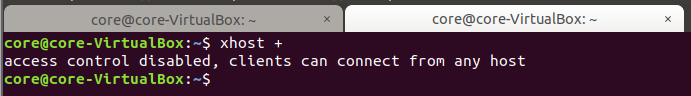 core@core-VirtualBox: ~ × core@core-VirtualBox: ~ ×
core@core-VirtualBox:~$ xhost +
access control disabled, clients can connect from any host
core@core-VirtualBox:~$